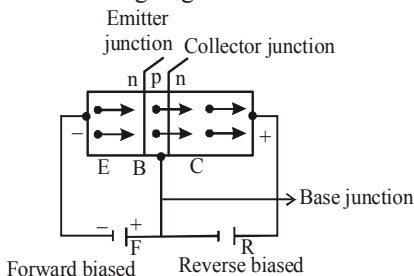 Emitter
junction
Collector junction
n p n
− +
E B C
Base junction
− +
F R
Forward biased
Reverse biased